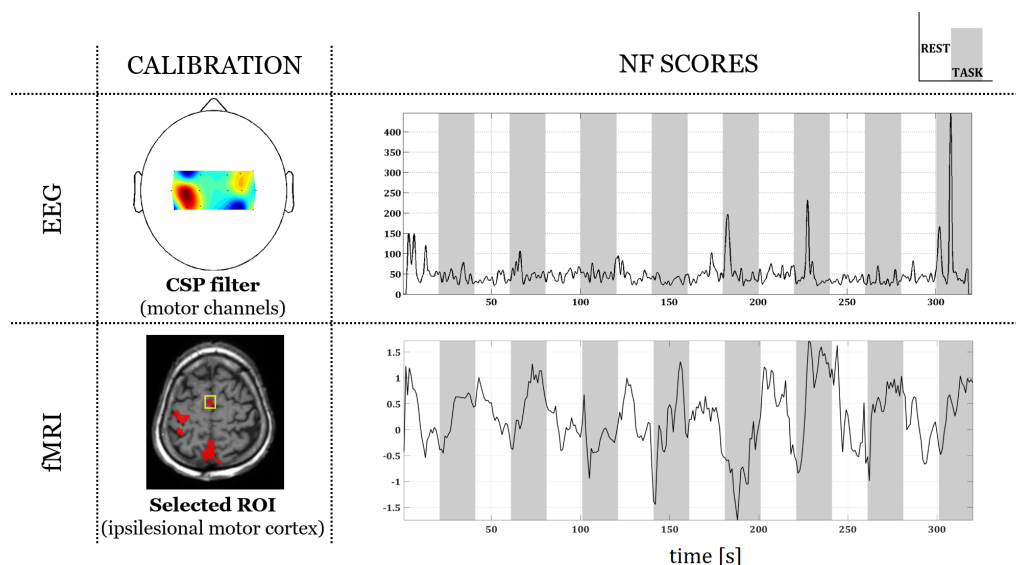 CALIBRATION
NF SCORES
REST
TASK
EEG
CSP filter
(motor channels)
400
350
300
250
200
150
100
50
0
50
100
150
200
250
300
fMRI
Selected ROI
(ipsilesional motor cortex)
1.5
1
0.5
0
-0.5
-1
-1.5
50
100
150
200
250
300
time [s]